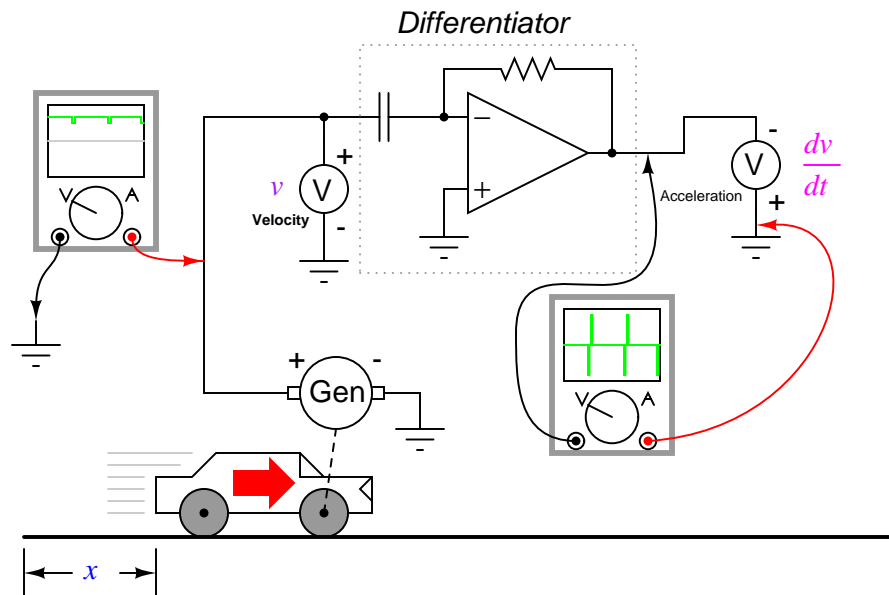 Differentiator
V A
+
v V
Velocity
-
−
+
-
V
+
dv
dt
Acceleration
+ -
Gen
V A
x